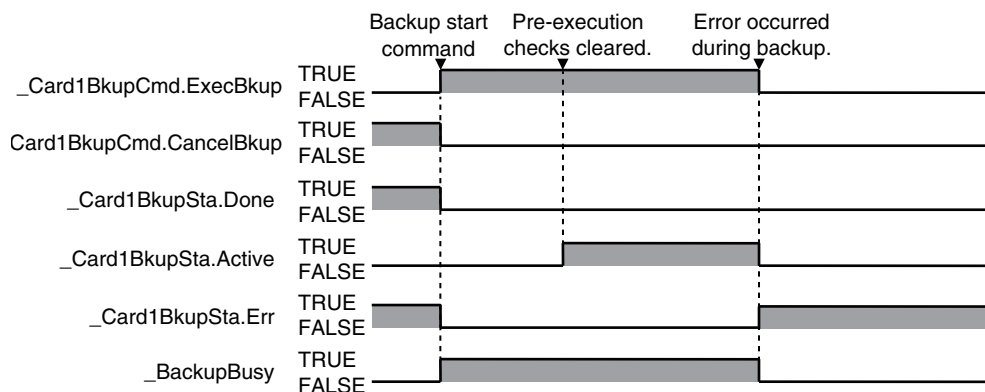 Backup start command
Pre-execution checks cleared.
Error occurred during backup.
_Card1BkupCmd.ExecBkup
TRUE
FALSE
Card1BkupCmd.CancelBkup
TRUE
FALSE
_Card1BkupSta.Done
TRUE
FALSE
_Card1BkupSta.Active
TRUE
FALSE
_Card1BkupSta.Err
TRUE
FALSE
_BackupBusy
TRUE
FALSE